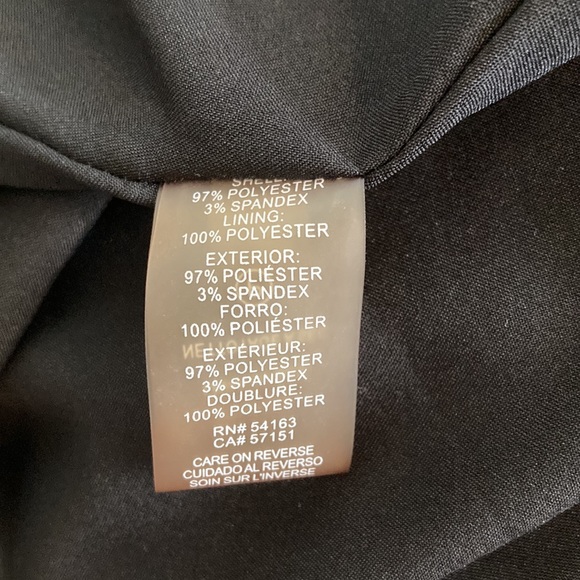 SHELL:
97% POLYESTER
3% SPANDEX
LINING:
100% POLYESTER
EXTERIOR:
97% POLIÉSTER
3% SPANDEX
FORRO:
100% POLIÉSTER
EXTÉRIEUR:
97% POLYESTER
3% SPANDEX
DOUBLURE:
100% POLYESTER
RN# 54163
CA# 57151
CARE ON REVERSE
CUIDADO AL REVERSO
SOIN SUR L'INVERSE